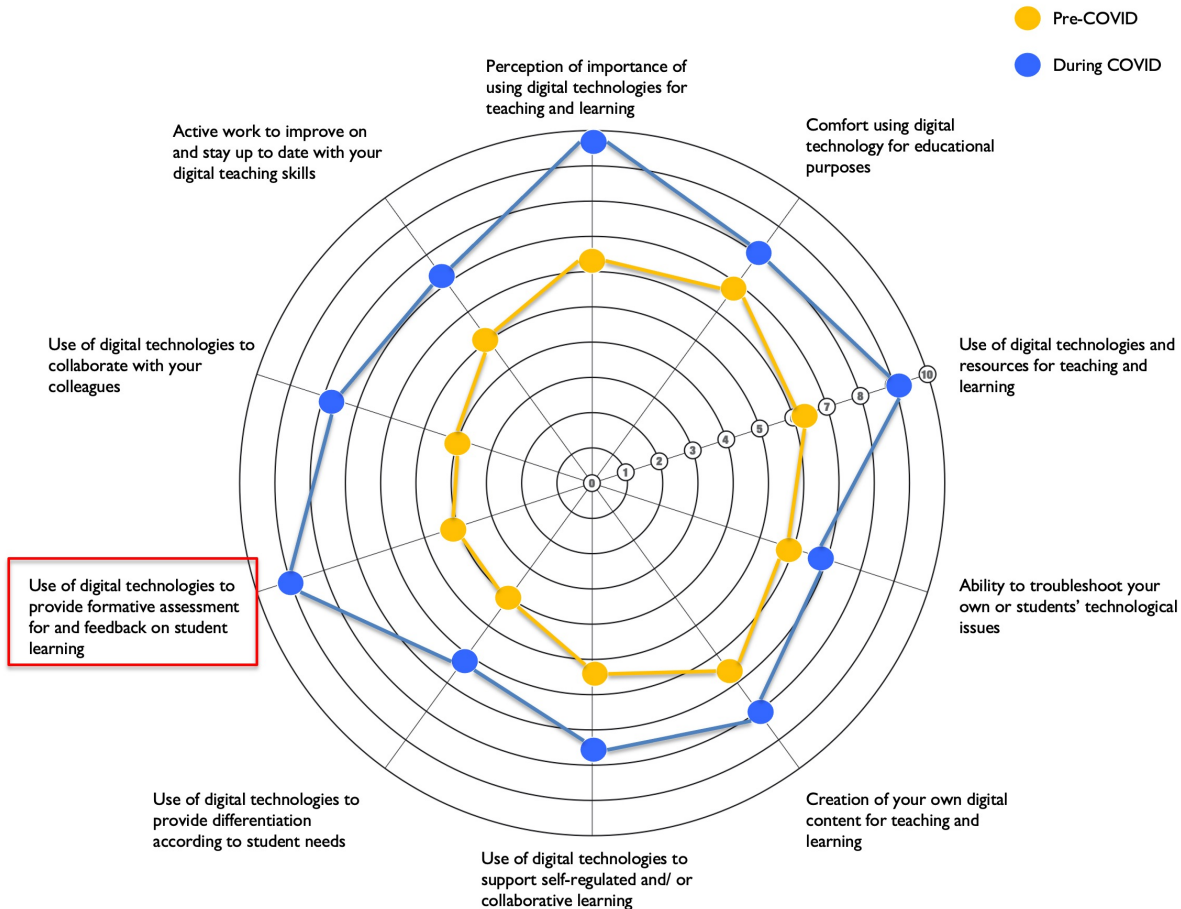 Pre-COVID
During COVID
Perception of importance of
using digital technologies for
teaching and learning
Comfort using digital
technology for educational
purposes
Active work to improve on
and stay up to date with your
digital teaching skills
Use of digital technologies to
collaborate with your
colleagues
Use of digital technologies and
resources for teaching and
learning
10
8
7
5
4
3
2
1
0
Use of digital technologies to
provide formative assessment
for and feedback on student
learning
Ability to troubleshoot your
own or students’ technological
issues
Use of digital technologies to
provide differentiation
according to student needs
Creation of your own digital
content for teaching and
learning
Use of digital technologies to
support self-regulated and/ or
collaborative learning